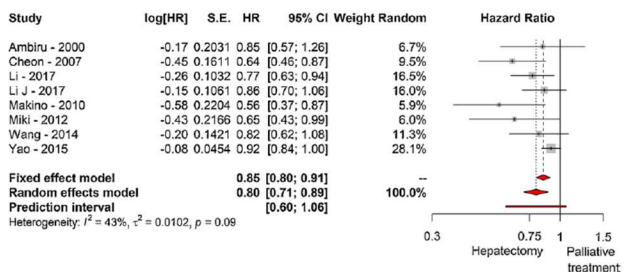 Study log[HR] S.E. HR 95% CI Weight Random Hazard Ratio
Ambiru - 2000 -0.17 0.2031 0.85 [0.57; 1.26] 6.7%
Cheon - 2007 -0.45 0.1611 0.64 [0.46; 0.87] 9.5%
Li - 2017 -0.26 0.1032 0.77 [0.63; 0.94] 16.5%
Li J - 2017 -0.15 0.1061 0.86 [0.70; 1.06] 16.0%
Makino - 2010 -0.58 0.2204 0.56 [0.37; 0.87] 5.9%
Miki - 2012 -0.43 0.2166 0.65 [0.43; 0.99] 6.0%
Wang - 2014 -0.20 0.1421 0.82 [0.62; 1.08] 11.3%
Yao - 2015 -0.08 0.0454 0.92 [0.84; 1.00] 28.1%
Fixed effect model 0.85 [0.80; 0.91] --
Random effects model 0.80 [0.71; 0.89] 100.0%
Prediction interval [0.60; 1.06]
Heterogeneity: I² = 43%, τ² = 0.0102, p = 0.09
0.3 0.75 1 1.5
Hepatectomy Palliative
treatment